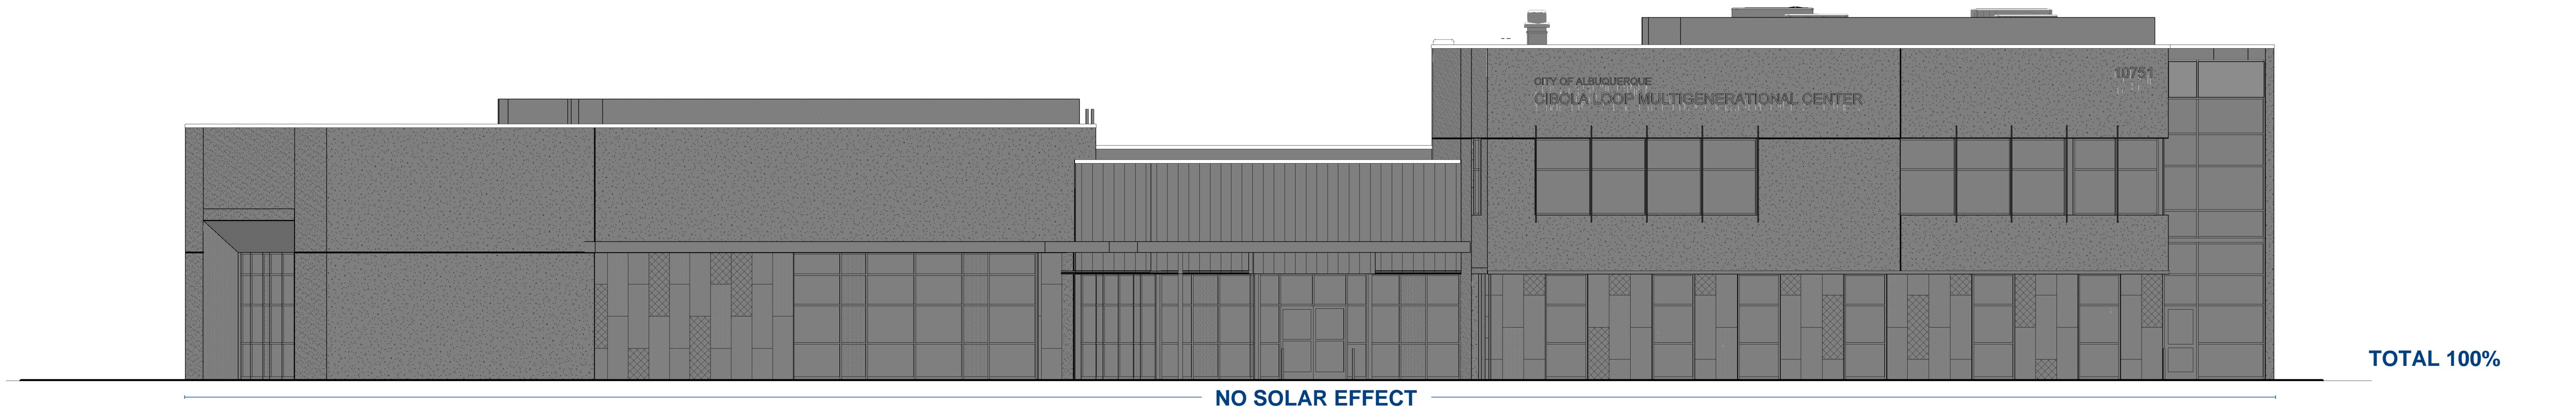 CITY OF ALBUQUERQUE
10751
CIBOLA LOOP MULTIGENERATIONAL CENTER
TOTAL 100%
NO SOLAR EFFECT